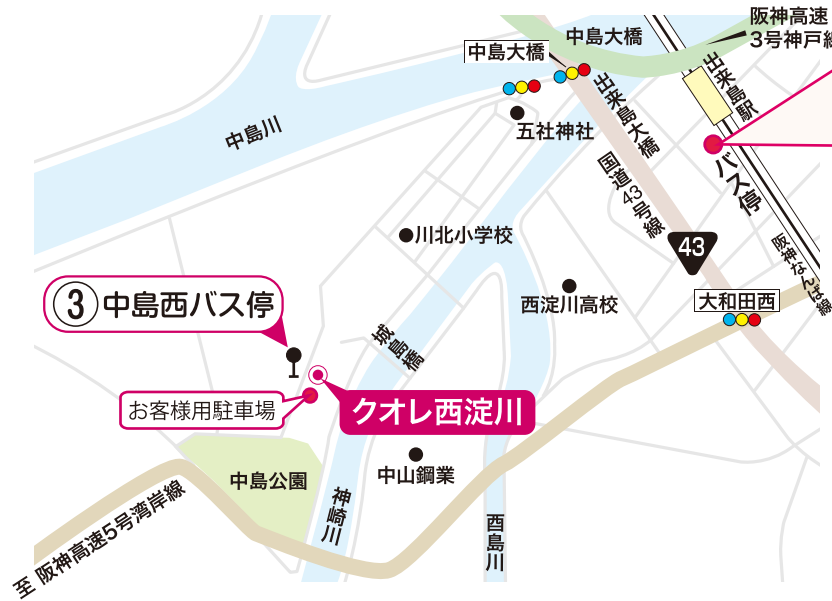 阪神高速
3号神戸線
中島大橋
中島大橋
出来島駅
出来島大橋
中島川
五社神社
バス停
国道43号線
川北小学校
43
阪神なんば線
③中島西バス停
西淀川高校
大和田西
城島橋
お客様用駐車場
クオレ西淀川
中島公園
中山鋼業
神崎川
酉島川
至 阪神高速5号湾岸線